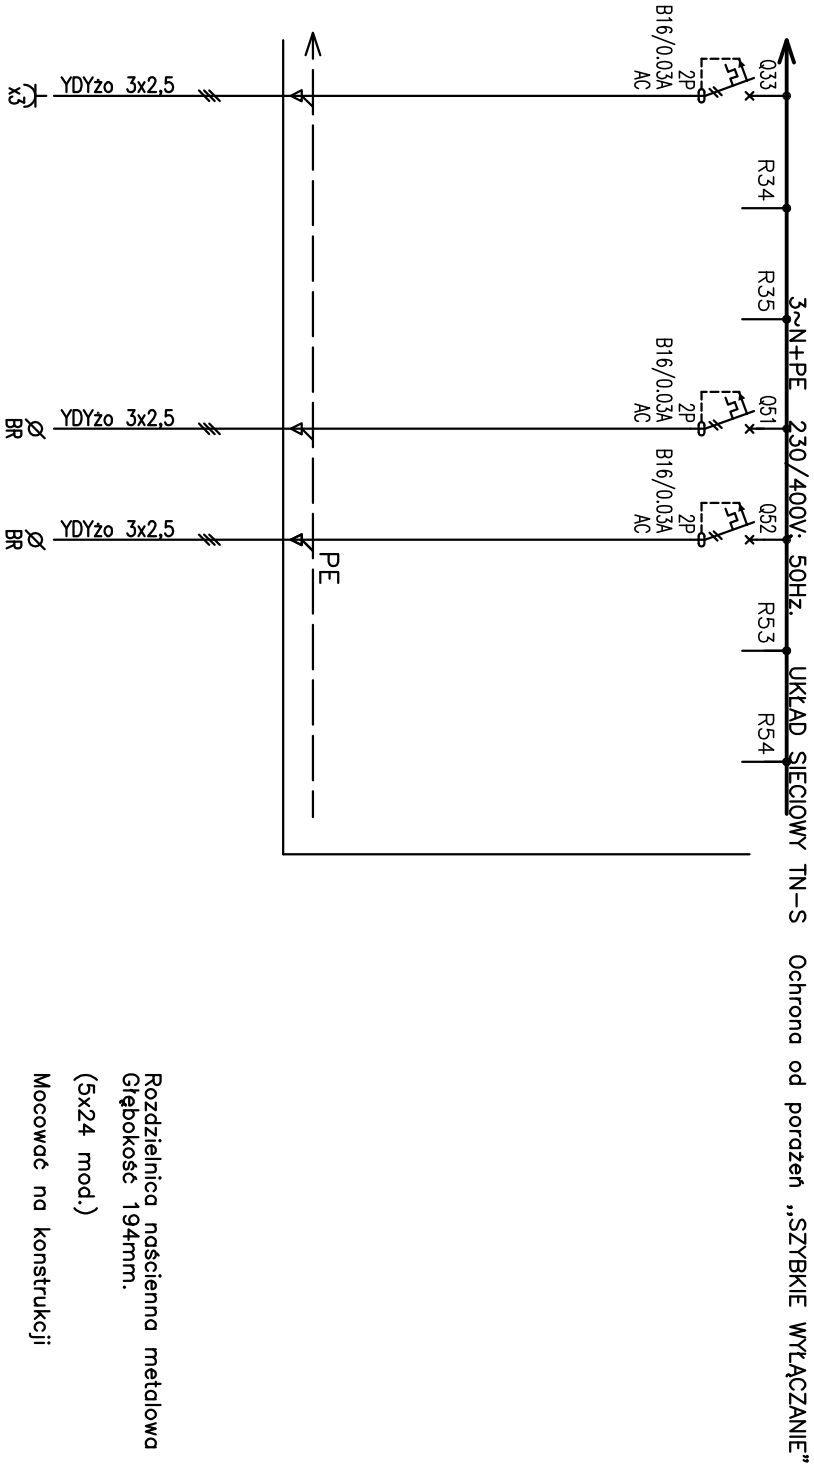 3~N+PE 230/400V; 50Hz. UKŁAD SIECIOWY TN-S Ochrona od porażeń „SZYBKIE WYŁĄCZANIE”
Q33
R34
R35
Q51
Q52
R53
R54
2P
B16/0.03A
AC
2P
B16/0.03A
AC
2P
B16/0.03A
AC
PE
YDYżo 3x2,5
YDYżo 3x2,5
YDYżo 3x2,5
x3
BR
BR
Rozdzielnica naścienna metalowa
Głębokość 194mm.
(5x24 mod.)
Mocować na konstrukcji